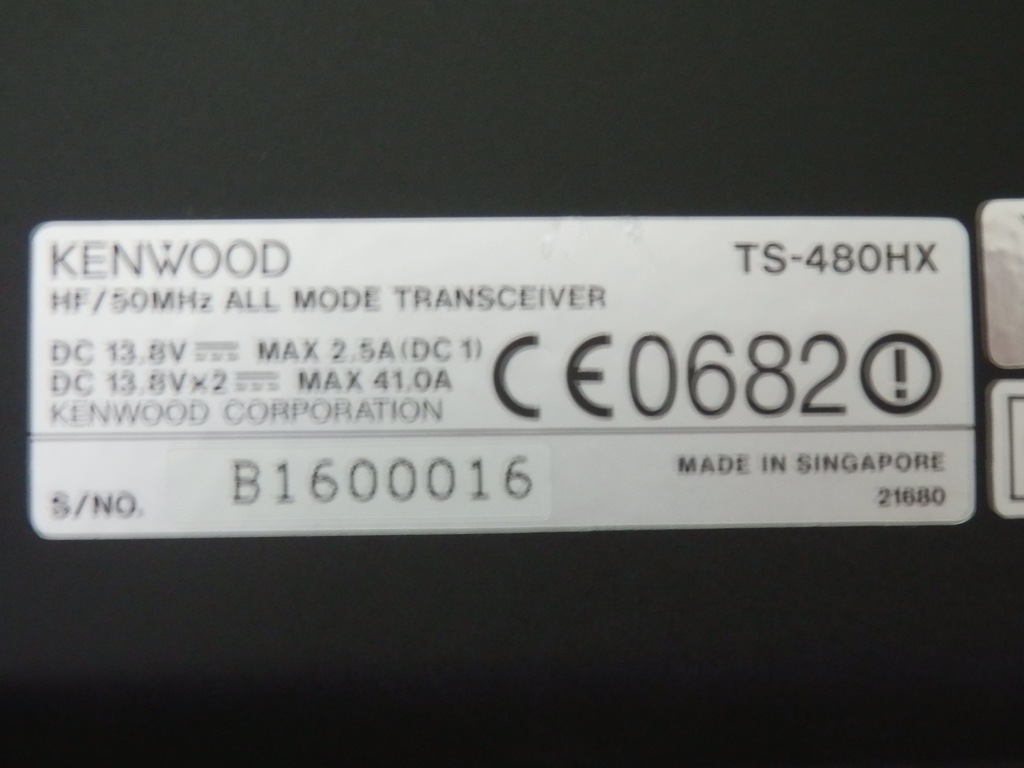 KENWOOD TS-480HX
HF/50MHz ALL MODE TRANSCEIVER
DC 13.8V ⎓ MAX 2.5A(DC 1)
DC 13.8V×2 ⎓ MAX 41.0A
KENWOOD CORPORATION
CE0682
S/NO. B1600016
MADE IN SINGAPORE
21680